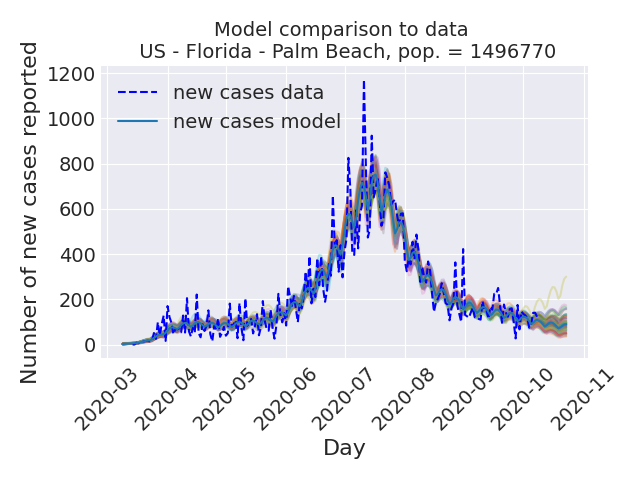 Model comparison to data
US - Florida - Palm Beach, pop. = 1496770
Number of new cases reported
1200
1000
800
600
400
200
0
new cases data
new cases model
2020-03
2020-04
2020-05
2020-06
2020-07
2020-08
2020-09
2020-10
2020-11
Day